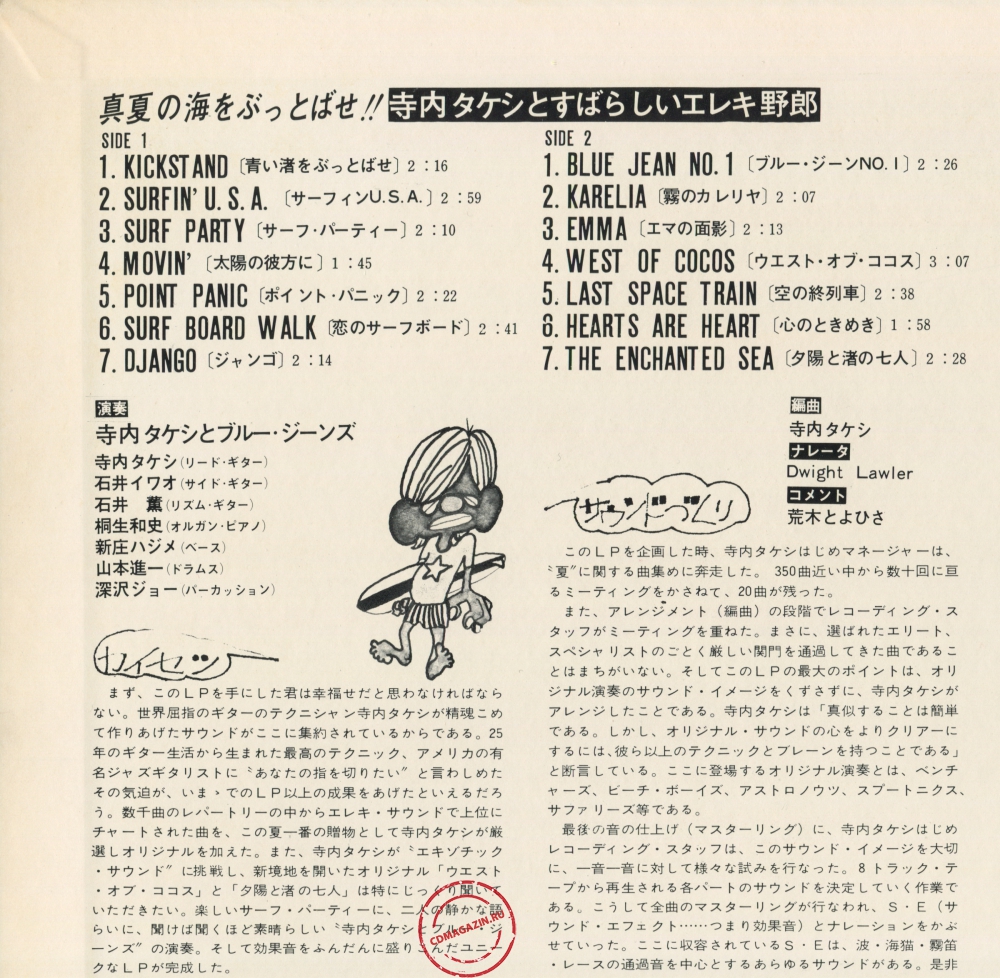 真夏の海をぶっとばせ!! 寺内タケシとすばらしいエレキ野郎
SIDE 1
1. KICKSTAND〔青い渚をぶっとばせ〕2：16
2. SURFIN' U. S. A.〔サーフィンU. S. A.〕2：59
3. SURF PARTY〔サーフ・パーティー〕2：10
4. MOVIN'〔太陽の彼方に〕1：45
5. POINT PANIC〔ポイント・パニック〕2：22
6. SURF BOARD WALK〔恋のサーフボード〕2：41
7. DJANGO〔ジャンゴ〕2：14
SIDE 2
1. BLUE JEAN NO. 1〔ブルー・ジーンNO. 1〕2：26
2. KARELIA〔霧のカレリヤ〕2：07
3. EMMA〔エマの面影〕2：13
4. WEST OF COCOS〔ウエスト・オブ・ココス〕3：07
5. LAST SPACE TRAIN〔空の終列車〕2：38
6. HEARTS ARE HEART〔心のときめき〕1：58
7. THE ENCHANTED SEA〔夕陽と渚の七人〕2：28
演奏
寺内タケシとブルー・ジーンズ
寺内タケシ(リード・ギター)
石井イワオ(サイド・ギター)
石井　薫(リズム・ギター)
桐生和史(オルガン・ピアノ)
新庄ハジメ(ベース)
山本進一(ドラムス)
深沢ジョー(パーカッション)
編曲
寺内タケシ
ナレータ
Dwight Lawler
コメント
荒木とよひさ
カイセツ
まず、このLPを手にした君は幸福せだと思わなければなら
ない。世界屈指のギターのテクニシャン寺内タケシが精魂こめ
て作りあげたサウンドがここに集約されているからである。25
年のギター生活から生まれた最高のテクニック、アメリカの有
名ジャズギタリストに〝あなたの指を切りたい〟と言わしめた
その気迫が、いまゝでのLP以上の成果をあげたといえるだろ
う。数千曲のレパートリーの中からエレキ・サウンドで上位に
チャートされた曲を、この夏一番の贈物として寺内タケシが厳
選しオリジナルを加えた。また、寺内タケシが〝エキゾチック
・サウンド〟に挑戦し、新境地を開いたオリジナル「ウエスト
・オブ・ココス」と「夕陽と渚の七人」は特にじっくり聞いて
いただきたい。楽しいサーフ・パーティーに、二人の静かな語
らいに、聞けば聞くほど素晴らしい〝寺内タケシとブルー・ジ
ーンズ〟の演奏。そして効果音をふんだんに盛りこんだユニー
クなLPが完成した。
サウンドづくり
このLPを企画した時、寺内タケシはじめマネージャーは、
〝夏〟に関する曲集めに奔走した。350曲近い中から数十回に亘
るミーティングをかさねて、20曲が残った。
また、アレンジメント（編曲）の段階でレコーディング・ス
タッフがミーティングを重ねた。まさに、選ばれたエリート、
スペシャリストのごとく厳しい関門を通過してきた曲であるこ
とはまちがいない。そしてこのLPの最大のポイントは、オリ
ジナル演奏のサウンド・イメージをくずさずに、寺内タケシが
アレンジしたことである。寺内タケシは「真似することは簡単
である。しかし、オリジナル・サウンドの心をよりクリアーに
するには、彼ら以上のテクニックとブレーンを持つことである」
と断言している。ここに登場するオリジナル演奏とは、ベンチ
ャーズ、ビーチ・ボーイズ、アストロノウツ、スプートニクス、
サファリーズ等である。
最後の音の仕上げ（マスターリング）に、寺内タケシはじめ
レコーディング・スタッフは、このサウンド・イメージを大切
に、一音一音に対して様々な試みを行なった。8トラック・テ
ープから再生される各パートのサウンドを決定していく作業で
ある。こうして全曲のマスターリングが行なわれ、S・E（サ
ウンド・エフェクト……つまり効果音）とナレーションをかぶ
せていった。ここに収容されているS・Eは、波・海猫・霧笛
・レースの通過音を中心とするあらゆるサウンドがある。是非
CDMAGAZIN.RU